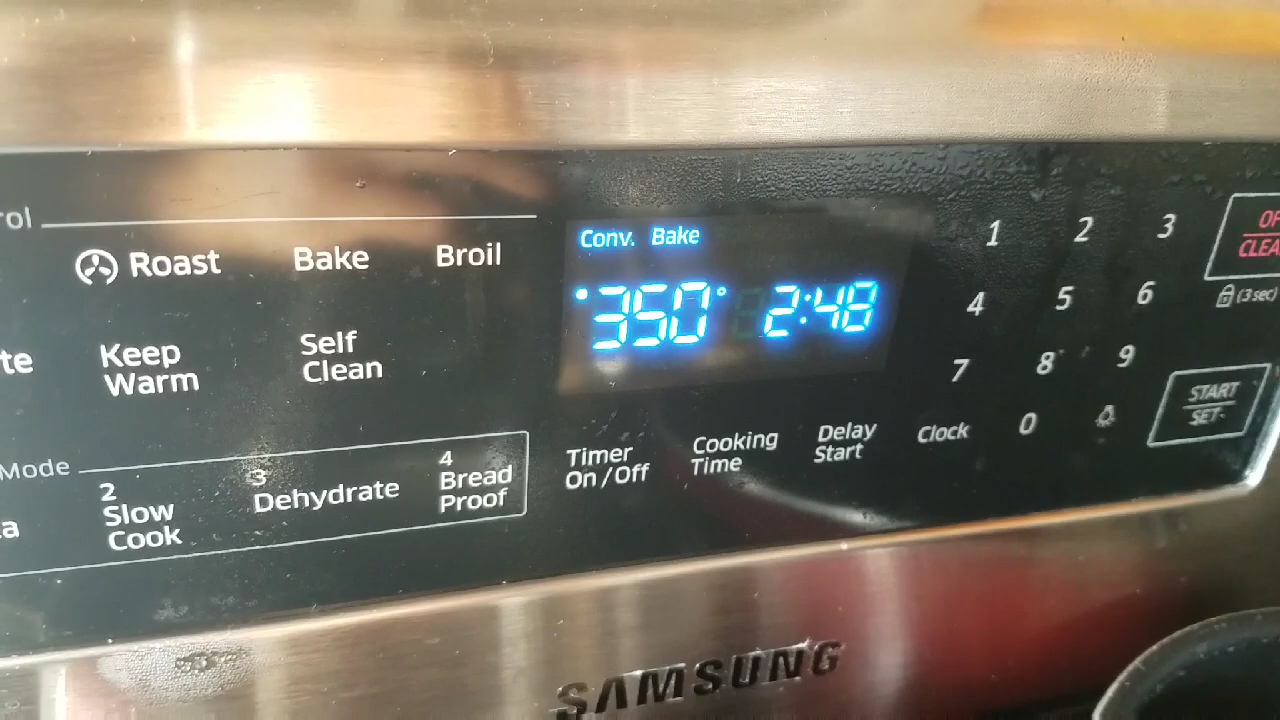 Conv. Bake
350° 2:48
Roast Bake Broil
Keep Warm
Self Clean
Mode
2 Slow Cook
3 Dehydrate
4 Bread Proof
Timer On/Off
Cooking Time
Delay Start
Clock
1 2 3
4 5 6
7 8 9
0
(3 sec)
START
SET
SAMSUNG